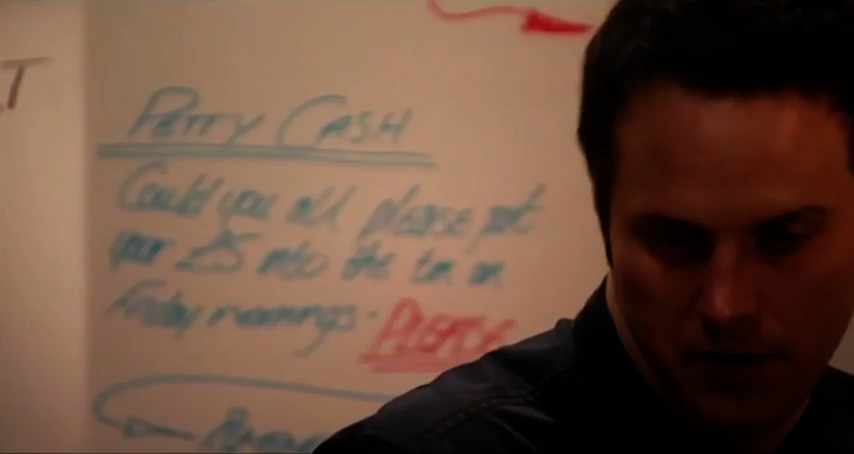 T
PETTY CASH
Could you all please put
your £5 into the tin on
Friday mornings - PLEASE